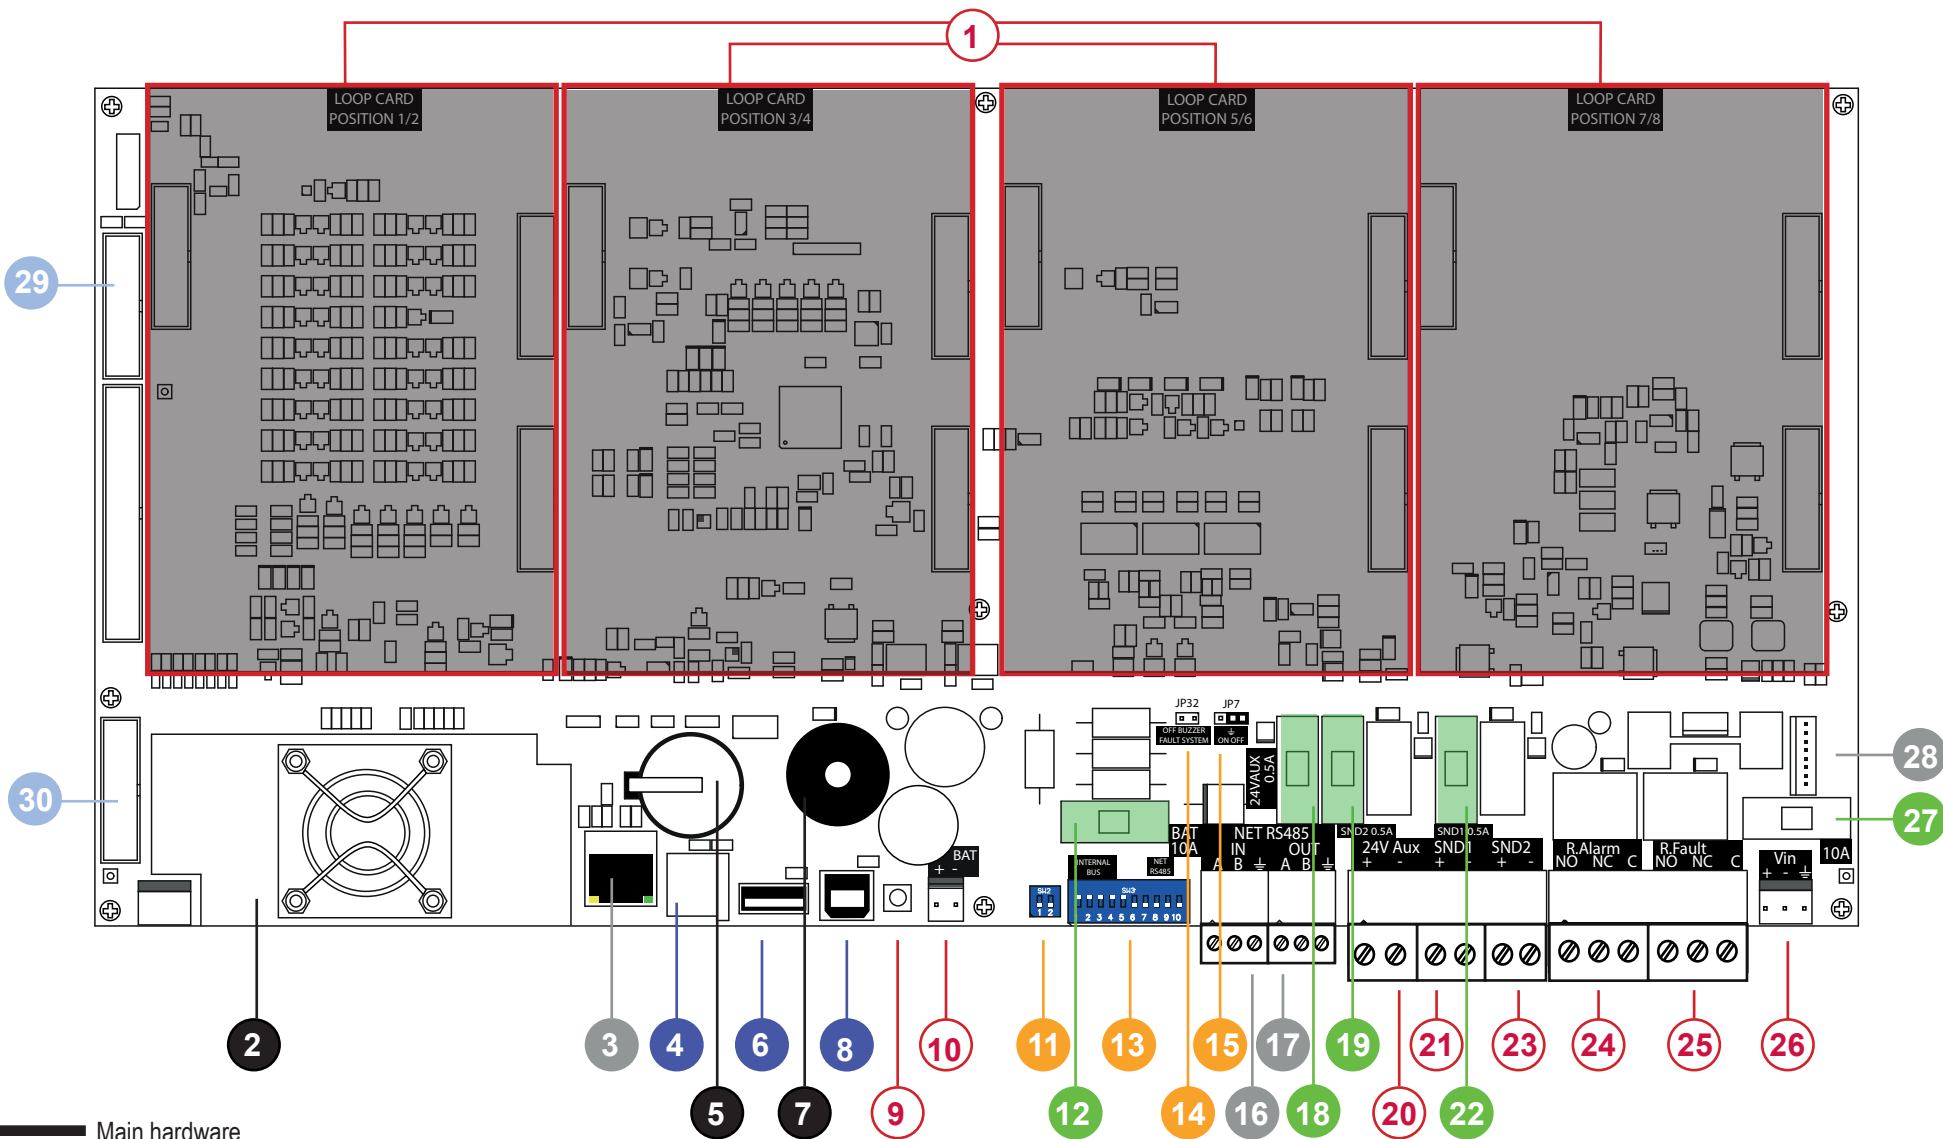 1
LOOP CARD
POSITION 1/2
LOOP CARD
POSITION 3/4
LOOP CARD
POSITION 5/6
LOOP CARD
POSITION 7/8
29
30
JP32
JP7
OFF BUZZER
FAULT SYSTEM
ON OFF
24VAUX
0.5A
28
27
BAT
10A
NET RS485
IN
OUT
A B
A B
SND2 0.5A
SND1 0.5A
24V Aux
SND1
SND2
+ -
+ -
+ -
R.Alarm
NO NC C
R.Fault
NO NC C
Vin
+ -
10A
BAT
+ -
INTERNAL
BUS
NET
RS485
SW2
1 2
SW3
2 3 4 5 6 7 8 9 10
2
3
4
6
8
10
11
13
15
17
19
21
23
24
25
26
5
7
9
12
14
16
18
20
22
Main hardware